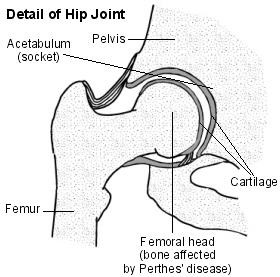 Detail of Hip Joint
Pelvis
Acetabulum
(socket)
Cartilage
Femur
Femoral head
(bone affected
by Perthes' disease)